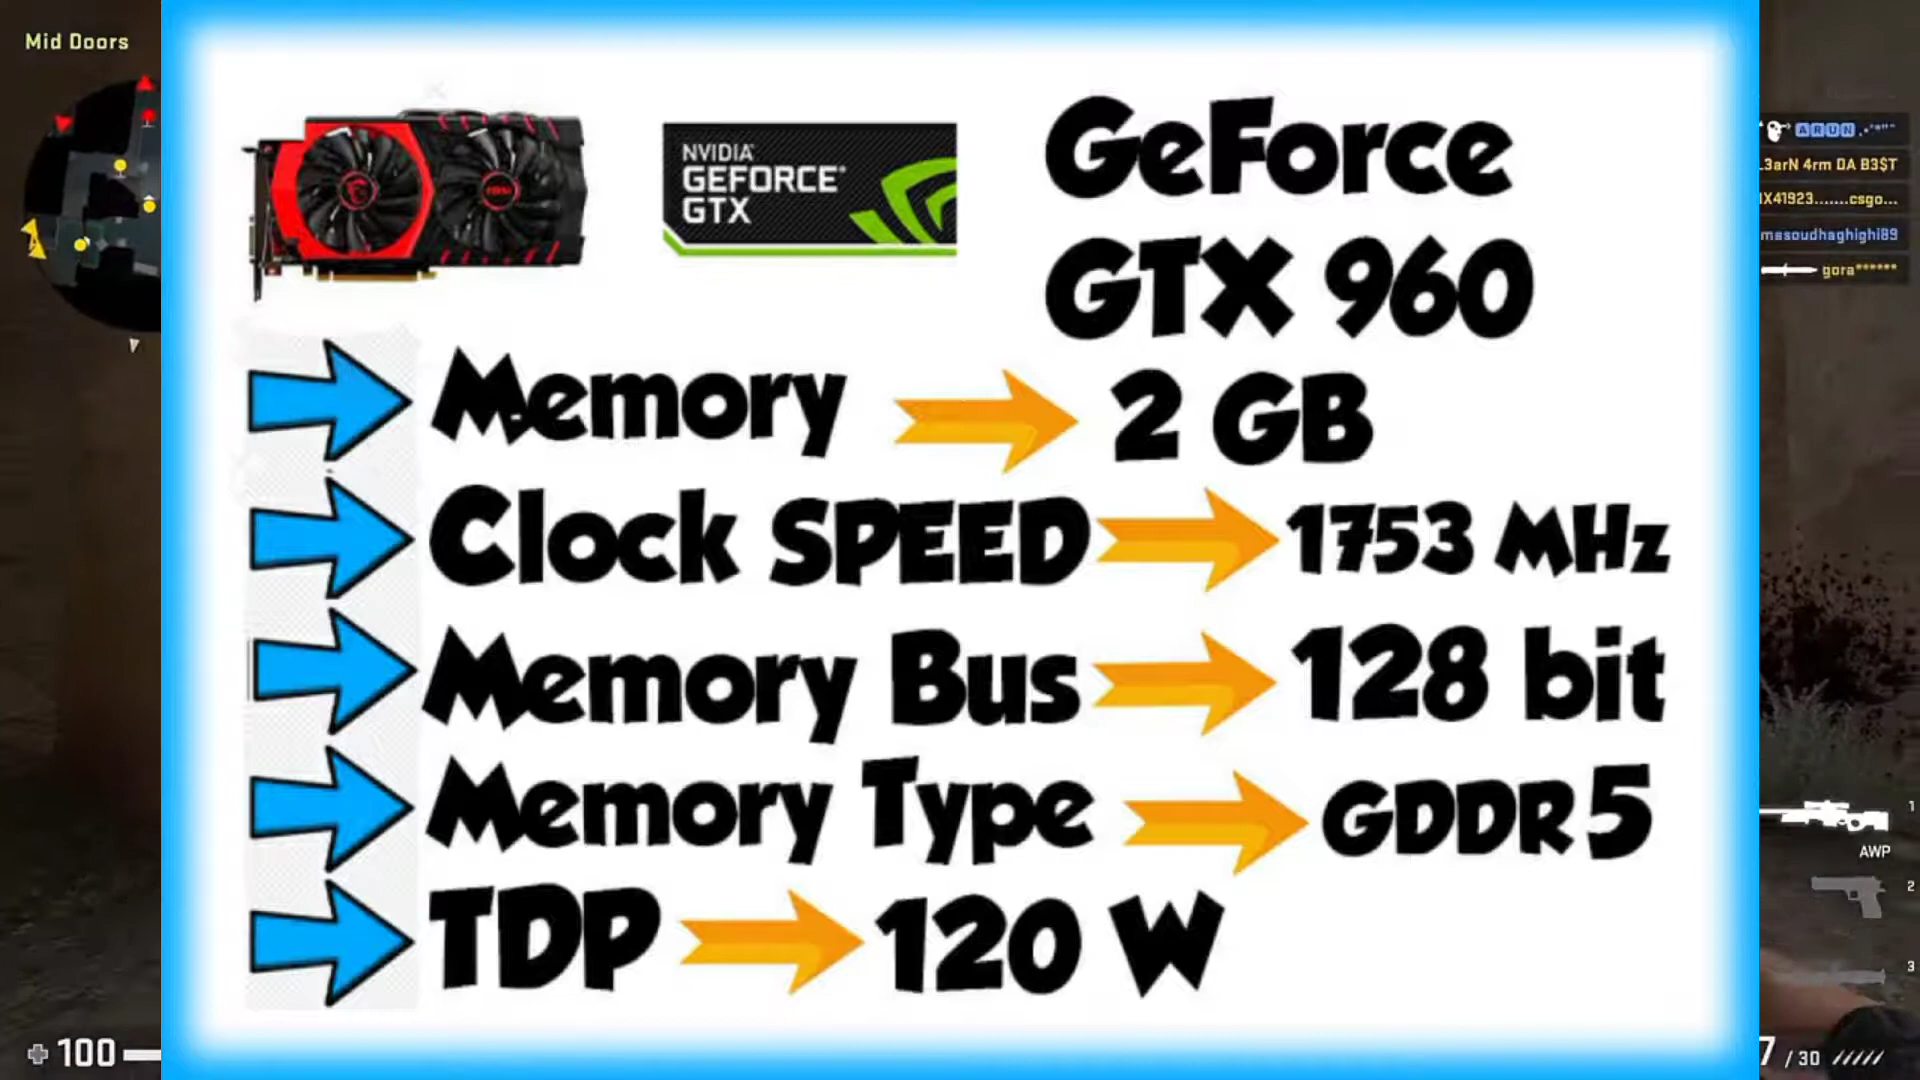 Mid Doors
NVIDIA
GEFORCE
GTX
GeForce
GTX 960
Memory 2 GB
Clock SPEED 1753 MHz
Memory Bus 128 bit
Memory Type GDDR5
TDP 120 W
ARUN
3arN 4rm DA B3$T
X41923.......csgo...
massoudhaghighi89
gora******
1
AWP
2
3
100
7 / 30